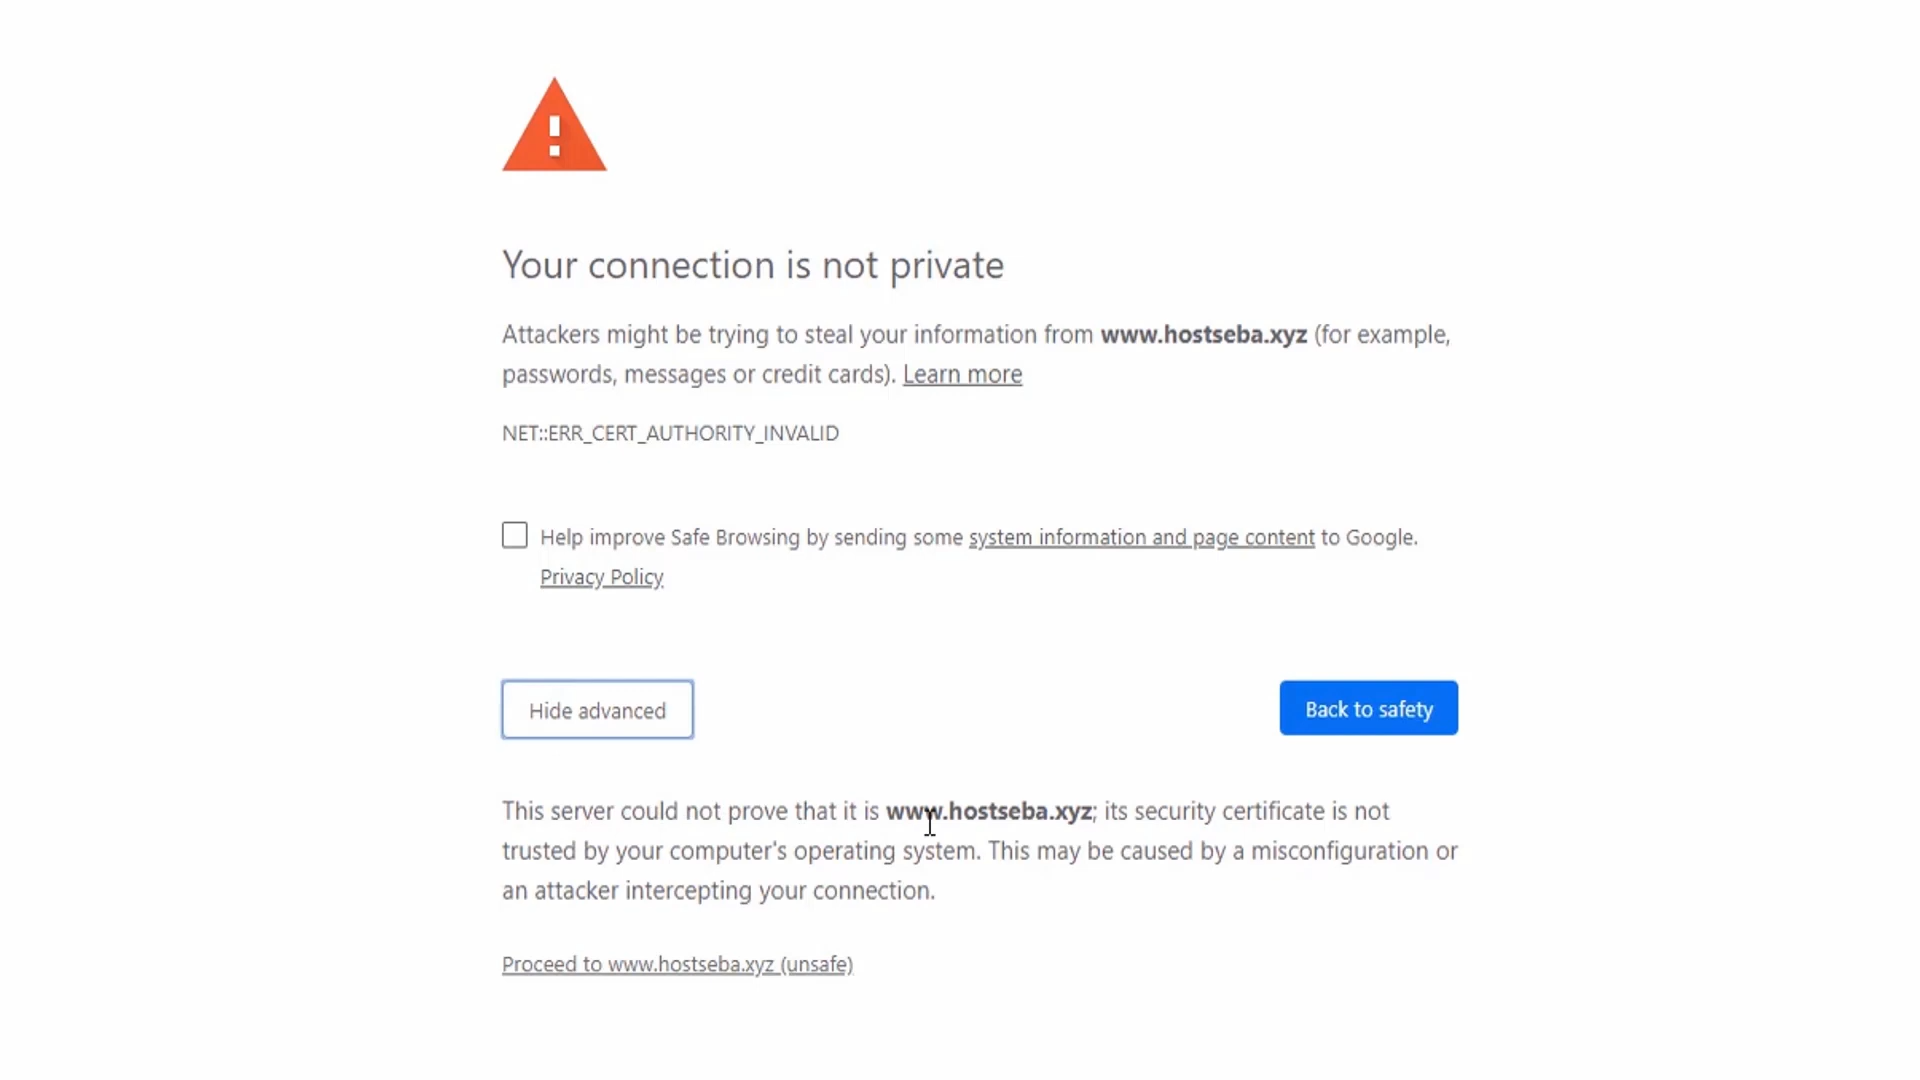 Your connection is not private
Attackers might be trying to steal your information from www.hostseba.xyz (for example,
passwords, messages or credit cards). Learn more
NET::ERR_CERT_AUTHORITY_INVALID
Help improve Safe Browsing by sending some system information and page content to Google.
Privacy Policy
Hide advanced
Back to safety
This server could not prove that it is www.hostseba.xyz; its security certificate is not
trusted by your computer's operating system. This may be caused by a misconfiguration or
an attacker intercepting your connection.
Proceed to www.hostseba.xyz (unsafe)